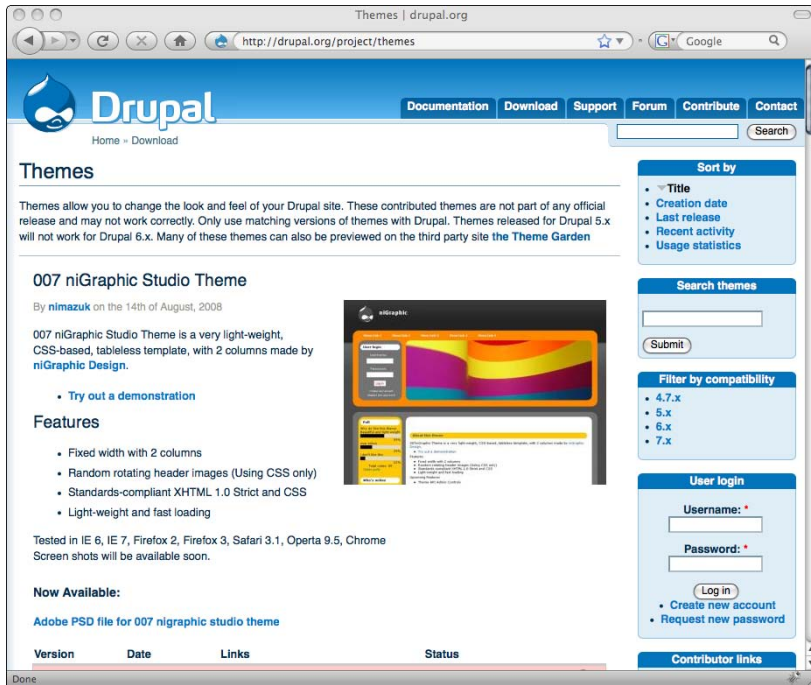 Themes | drupal.org
http://drupal.org/project/themes
Google
Drupal
Documentation Download Support Forum Contribute Contact
Home » Download
Search
Themes
Themes allow you to change the look and feel of your Drupal site. These contributed themes are not part of any official
release and may not work correctly. Only use matching versions of themes with Drupal. Themes released for Drupal 5.x
will not work for Drupal 6.x. Many of these themes can also be previewed on the third party site the Theme Garden
007 niGraphic Studio Theme
By nimazuk on the 14th of August, 2008
007 niGraphic Studio Theme is a very light-weight,
CSS-based, tableless template, with 2 columns made by
niGraphic Design.
• Try out a demonstration
Features
• Fixed width with 2 columns
• Random rotating header images (Using CSS only)
• Standards-compliant XHTML 1.0 Strict and CSS
• Light-weight and fast loading
niGraphic
Tested in IE 6, IE 7, Firefox 2, Firefox 3, Safari 3.1, Operta 9.5, Chrome
Screen shots will be available soon.
Now Available:
Adobe PSD file for 007 nigraphic studio theme
Version Date Links Status
Sort by
• Title
• Creation date
• Last release
• Recent activity
• Usage statistics
Search themes
Submit
Filter by compatibility
• 4.7.x
• 5.x
• 6.x
• 7.x
User login
Username: *
Password: *
Log in
• Create new account
• Request new password
Contributor links
Done